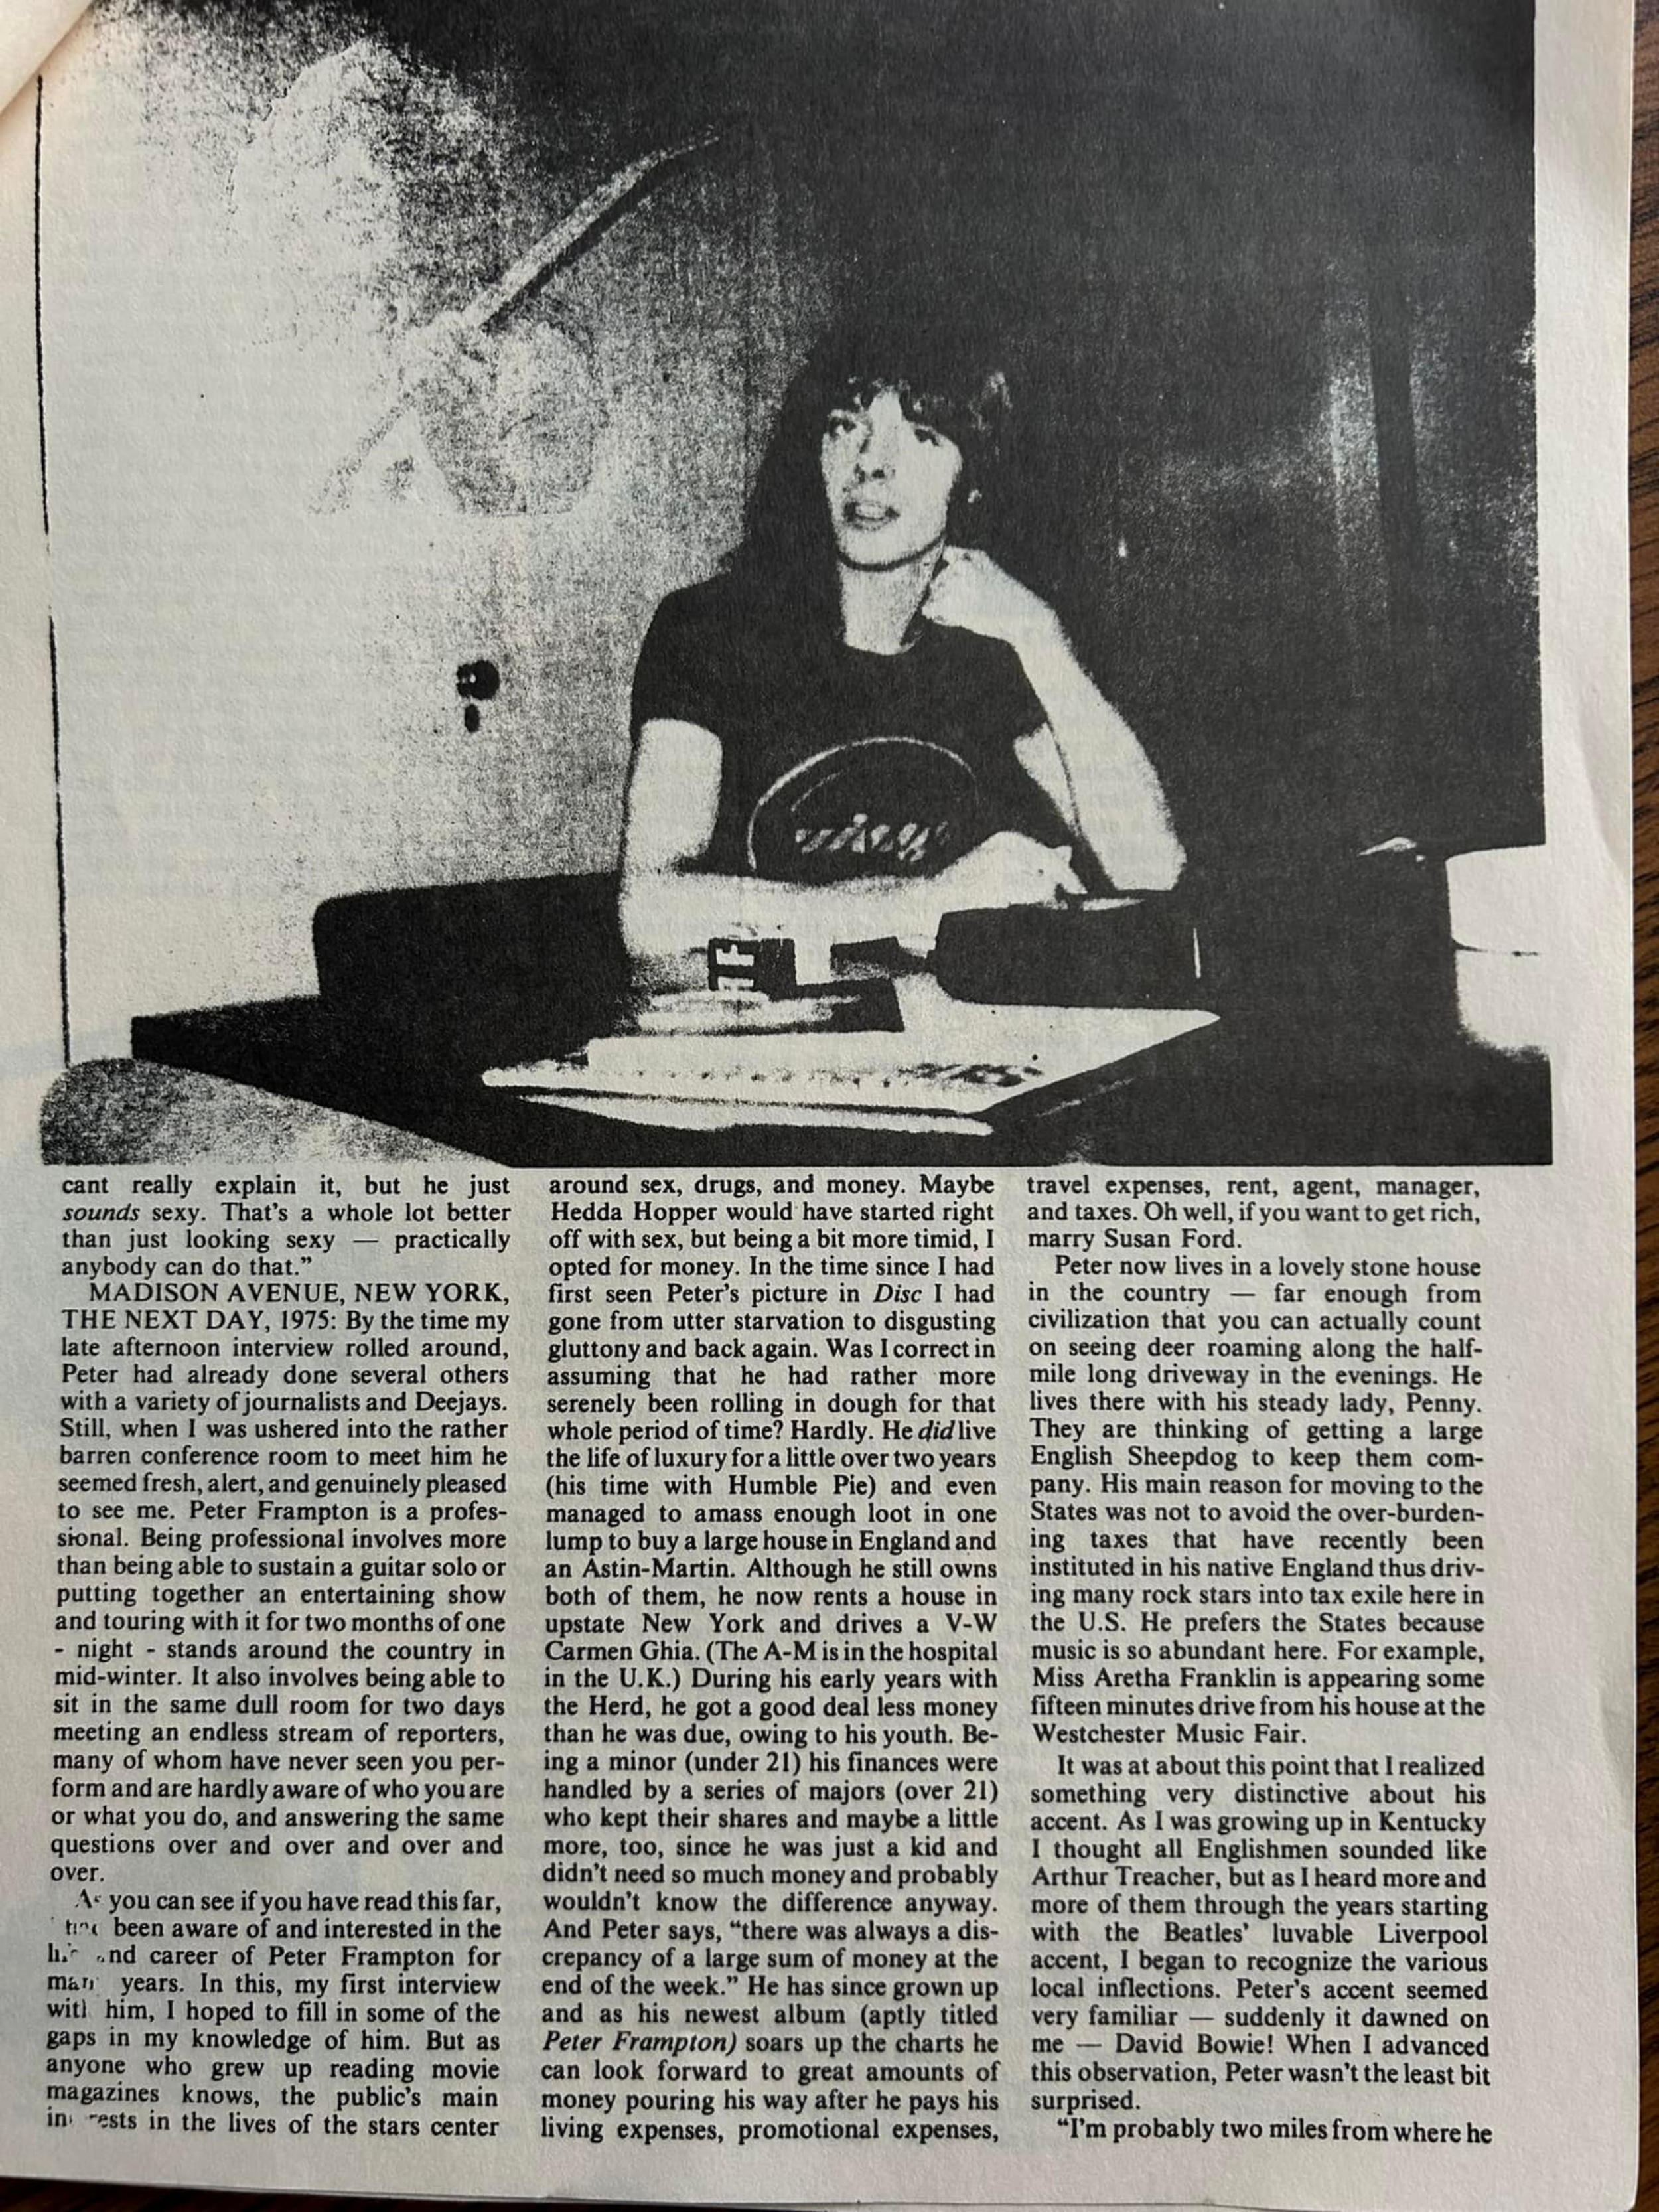 cant really explain it, but he just
sounds sexy. That's a whole lot better
than just looking sexy — practically
anybody can do that."
MADISON AVENUE, NEW YORK,
THE NEXT DAY, 1975: By the time my
late afternoon interview rolled around,
Peter had already done several others
with a variety of journalists and Deejays.
Still, when I was ushered into the rather
barren conference room to meet him he
seemed fresh, alert, and genuinely pleased
to see me. Peter Frampton is a profes-
sional. Being professional involves more
than being able to sustain a guitar solo or
putting together an entertaining show
and touring with it for two months of one
- night - stands around the country in
mid-winter. It also involves being able to
sit in the same dull room for two days
meeting an endless stream of reporters,
many of whom have never seen you per-
form and are hardly aware of who you are
or what you do, and answering the same
questions over and over and over and
over.
As you can see if you have read this far,
been aware of and interested in the
and career of Peter Frampton for
many years. In this, my first interview
with him, I hoped to fill in some of the
gaps in my knowledge of him. But as
anyone who grew up reading movie
magazines knows, the public's main
interests in the lives of the stars center
around sex, drugs, and money. Maybe
Hedda Hopper would have started right
off with sex, but being a bit more timid, I
opted for money. In the time since I had
first seen Peter's picture in Disc I had
gone from utter starvation to disgusting
gluttony and back again. Was I correct in
assuming that he had rather more
serenely been rolling in dough for that
whole period of time? Hardly. He did live
the life of luxury for a little over two years
(his time with Humble Pie) and even
managed to amass enough loot in one
lump to buy a large house in England and
an Astin-Martin. Although he still owns
both of them, he now rents a house in
upstate New York and drives a V-W
Carmen Ghia. (The A-M is in the hospital
in the U.K.) During his early years with
the Herd, he got a good deal less money
than he was due, owing to his youth. Be-
ing a minor (under 21) his finances were
handled by a series of majors (over 21)
who kept their shares and maybe a little
more, too, since he was just a kid and
didn't need so much money and probably
wouldn't know the difference anyway.
And Peter says, "there was always a dis-
crepancy of a large sum of money at the
end of the week." He has since grown up
and as his newest album (aptly titled
Peter Frampton) soars up the charts he
can look forward to great amounts of
money pouring his way after he pays his
living expenses, promotional expenses,
travel expenses, rent, agent, manager,
and taxes. Oh well, if you want to get rich,
marry Susan Ford.
Peter now lives in a lovely stone house
in the country — far enough from
civilization that you can actually count
on seeing deer roaming along the half-
mile long driveway in the evenings. He
lives there with his steady lady, Penny.
They are thinking of getting a large
English Sheepdog to keep them com-
pany. His main reason for moving to the
States was not to avoid the over-burden-
ing taxes that have recently been
instituted in his native England thus driv-
ing many rock stars into tax exile here in
the U.S. He prefers the States because
music is so abundant here. For example,
Miss Aretha Franklin is appearing some
fifteen minutes drive from his house at the
Westchester Music Fair.
It was at about this point that I realized
something very distinctive about his
accent. As I was growing up in Kentucky
I thought all Englishmen sounded like
Arthur Treacher, but as I heard more and
more of them through the years starting
with the Beatles' luvable Liverpool
accent, I began to recognize the various
local inflections. Peter's accent seemed
very familiar — suddenly it dawned on
me — David Bowie! When I advanced
this observation, Peter wasn't the least bit
surprised.
"I'm probably two miles from where he